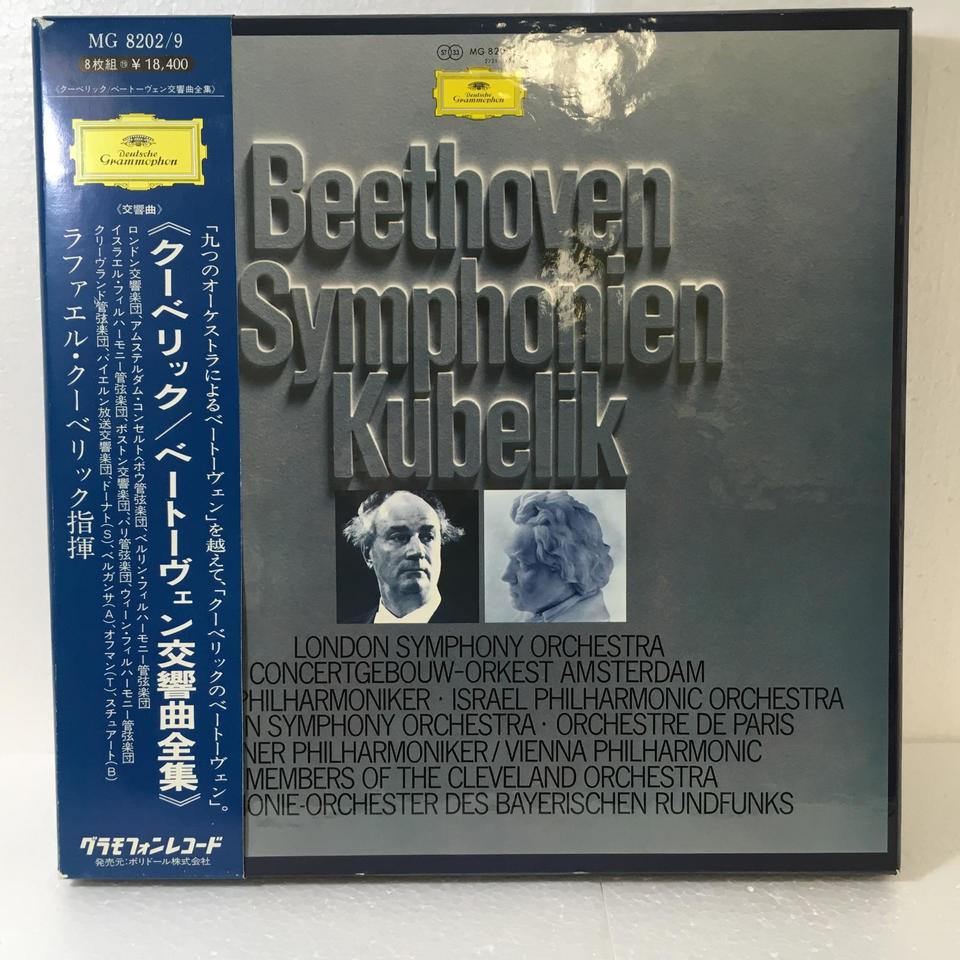 MG 8202/9
8枚組 ¥18,400
《クーベリック/ベートーヴェン交響曲全集》
Deutsche
Grammophon
《交響曲》
「九つのオーケストラによるベートーヴェン」を越えて、「クーベリックのベートーヴェン」。
《クーベリック/ベートーヴェン交響曲全集》
ロンドン交響楽団、アムステルダム・コンセルトヘボウ管弦楽団、ベルリン・フィルハーモニー管弦楽団
イスラエル・フィルハーモニー管弦楽団、ボストン交響楽団、パリ管弦楽団、ウィーン・フィルハーモニー管弦楽団
クリーヴランド管弦楽団、バイエルン放送交響楽団、ドーナト(S)、ベルガンサ(A)、オフマン(T)、スチュアート(B)
ラファエル・クーベリック指揮
グラモフォンレコード
発売元:ポリドール株式会社
ST 33 MG 820
Deutsche
Grammophon
Beethoven
Symphonien
Kubelik
LONDON SYMPHONY ORCHESTRA
CONCERTGEBOUW-ORKEST AMSTERDAM
PHILHARMONIKER · ISRAEL PHILHARMONIC ORCHESTRA
N SYMPHONY ORCHESTRA · ORCHESTRE DE PARIS
NER PHILHARMONIKER/VIENNA PHILHARMONIC
MEMBERS OF THE CLEVELAND ORCHESTRA
ONIE-ORCHESTER DES BAYERISCHEN RUNDFUNKS